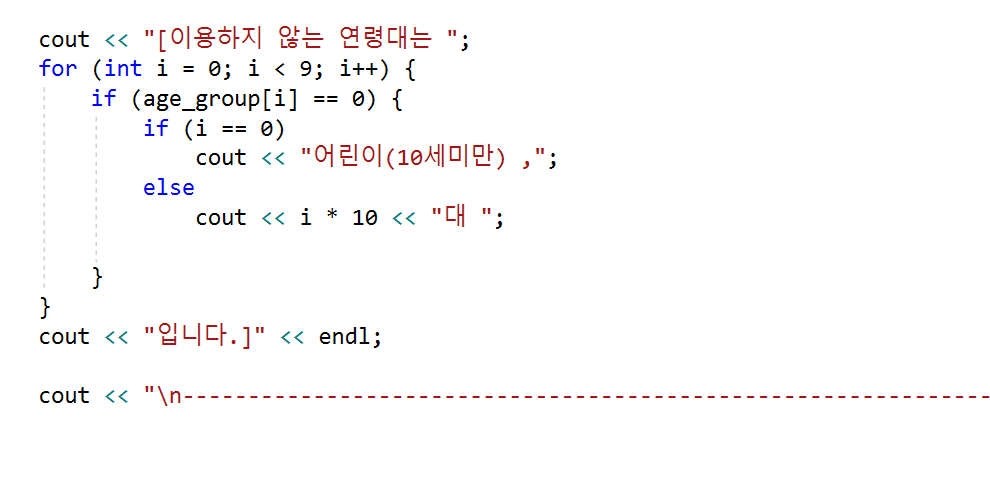 cout << "[이용하지 않는 연령대는 ";
for (int i = 0; i < 9; i++) {
    if (age_group[i] == 0) {
        if (i == 0)
            cout << "어린이(10세미만) ,";
        else
            cout << i * 10 << "대 ";
    }
}
cout << "입니다.]" << endl;
cout << "\n--------------------------------------------------------------